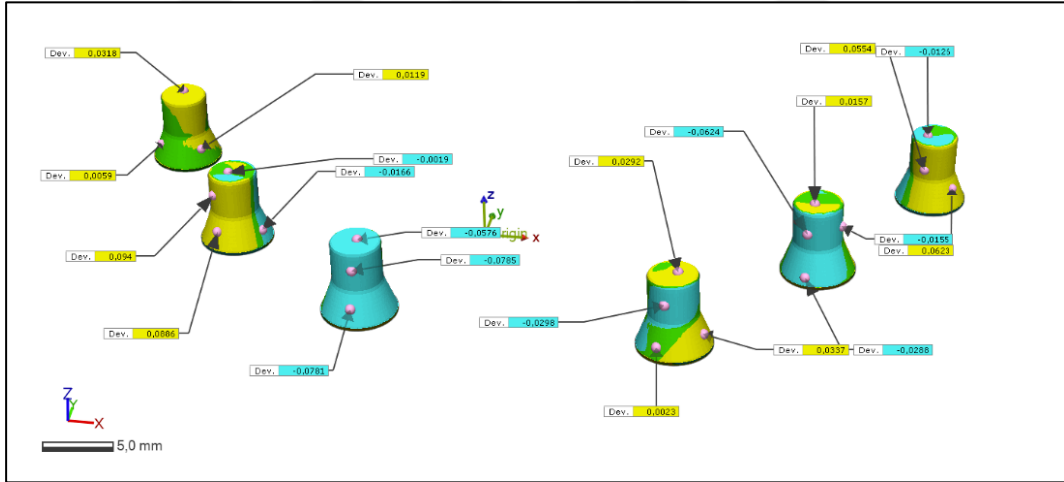 Dev. 0,0318
Dev. 0,0119
Dev. 0,0059
Dev. -0,0019
Dev. -0,0166
Dev. 0,094
Dev. 0,0886
z
y
Dev. -0,0576
rigin
x
Dev. -0,0785
Dev. -0,0781
Dev. 0,0554
Dev. -0,0126
Dev. 0,0157
Dev. -0,0624
Dev. 0,0292
Dev. -0,0155
Dev. 0,0623
Dev. -0,0298
Dev. 0,0337
Dev. -0,0288
Dev. 0,0023
Z
Y
X
5,0 mm